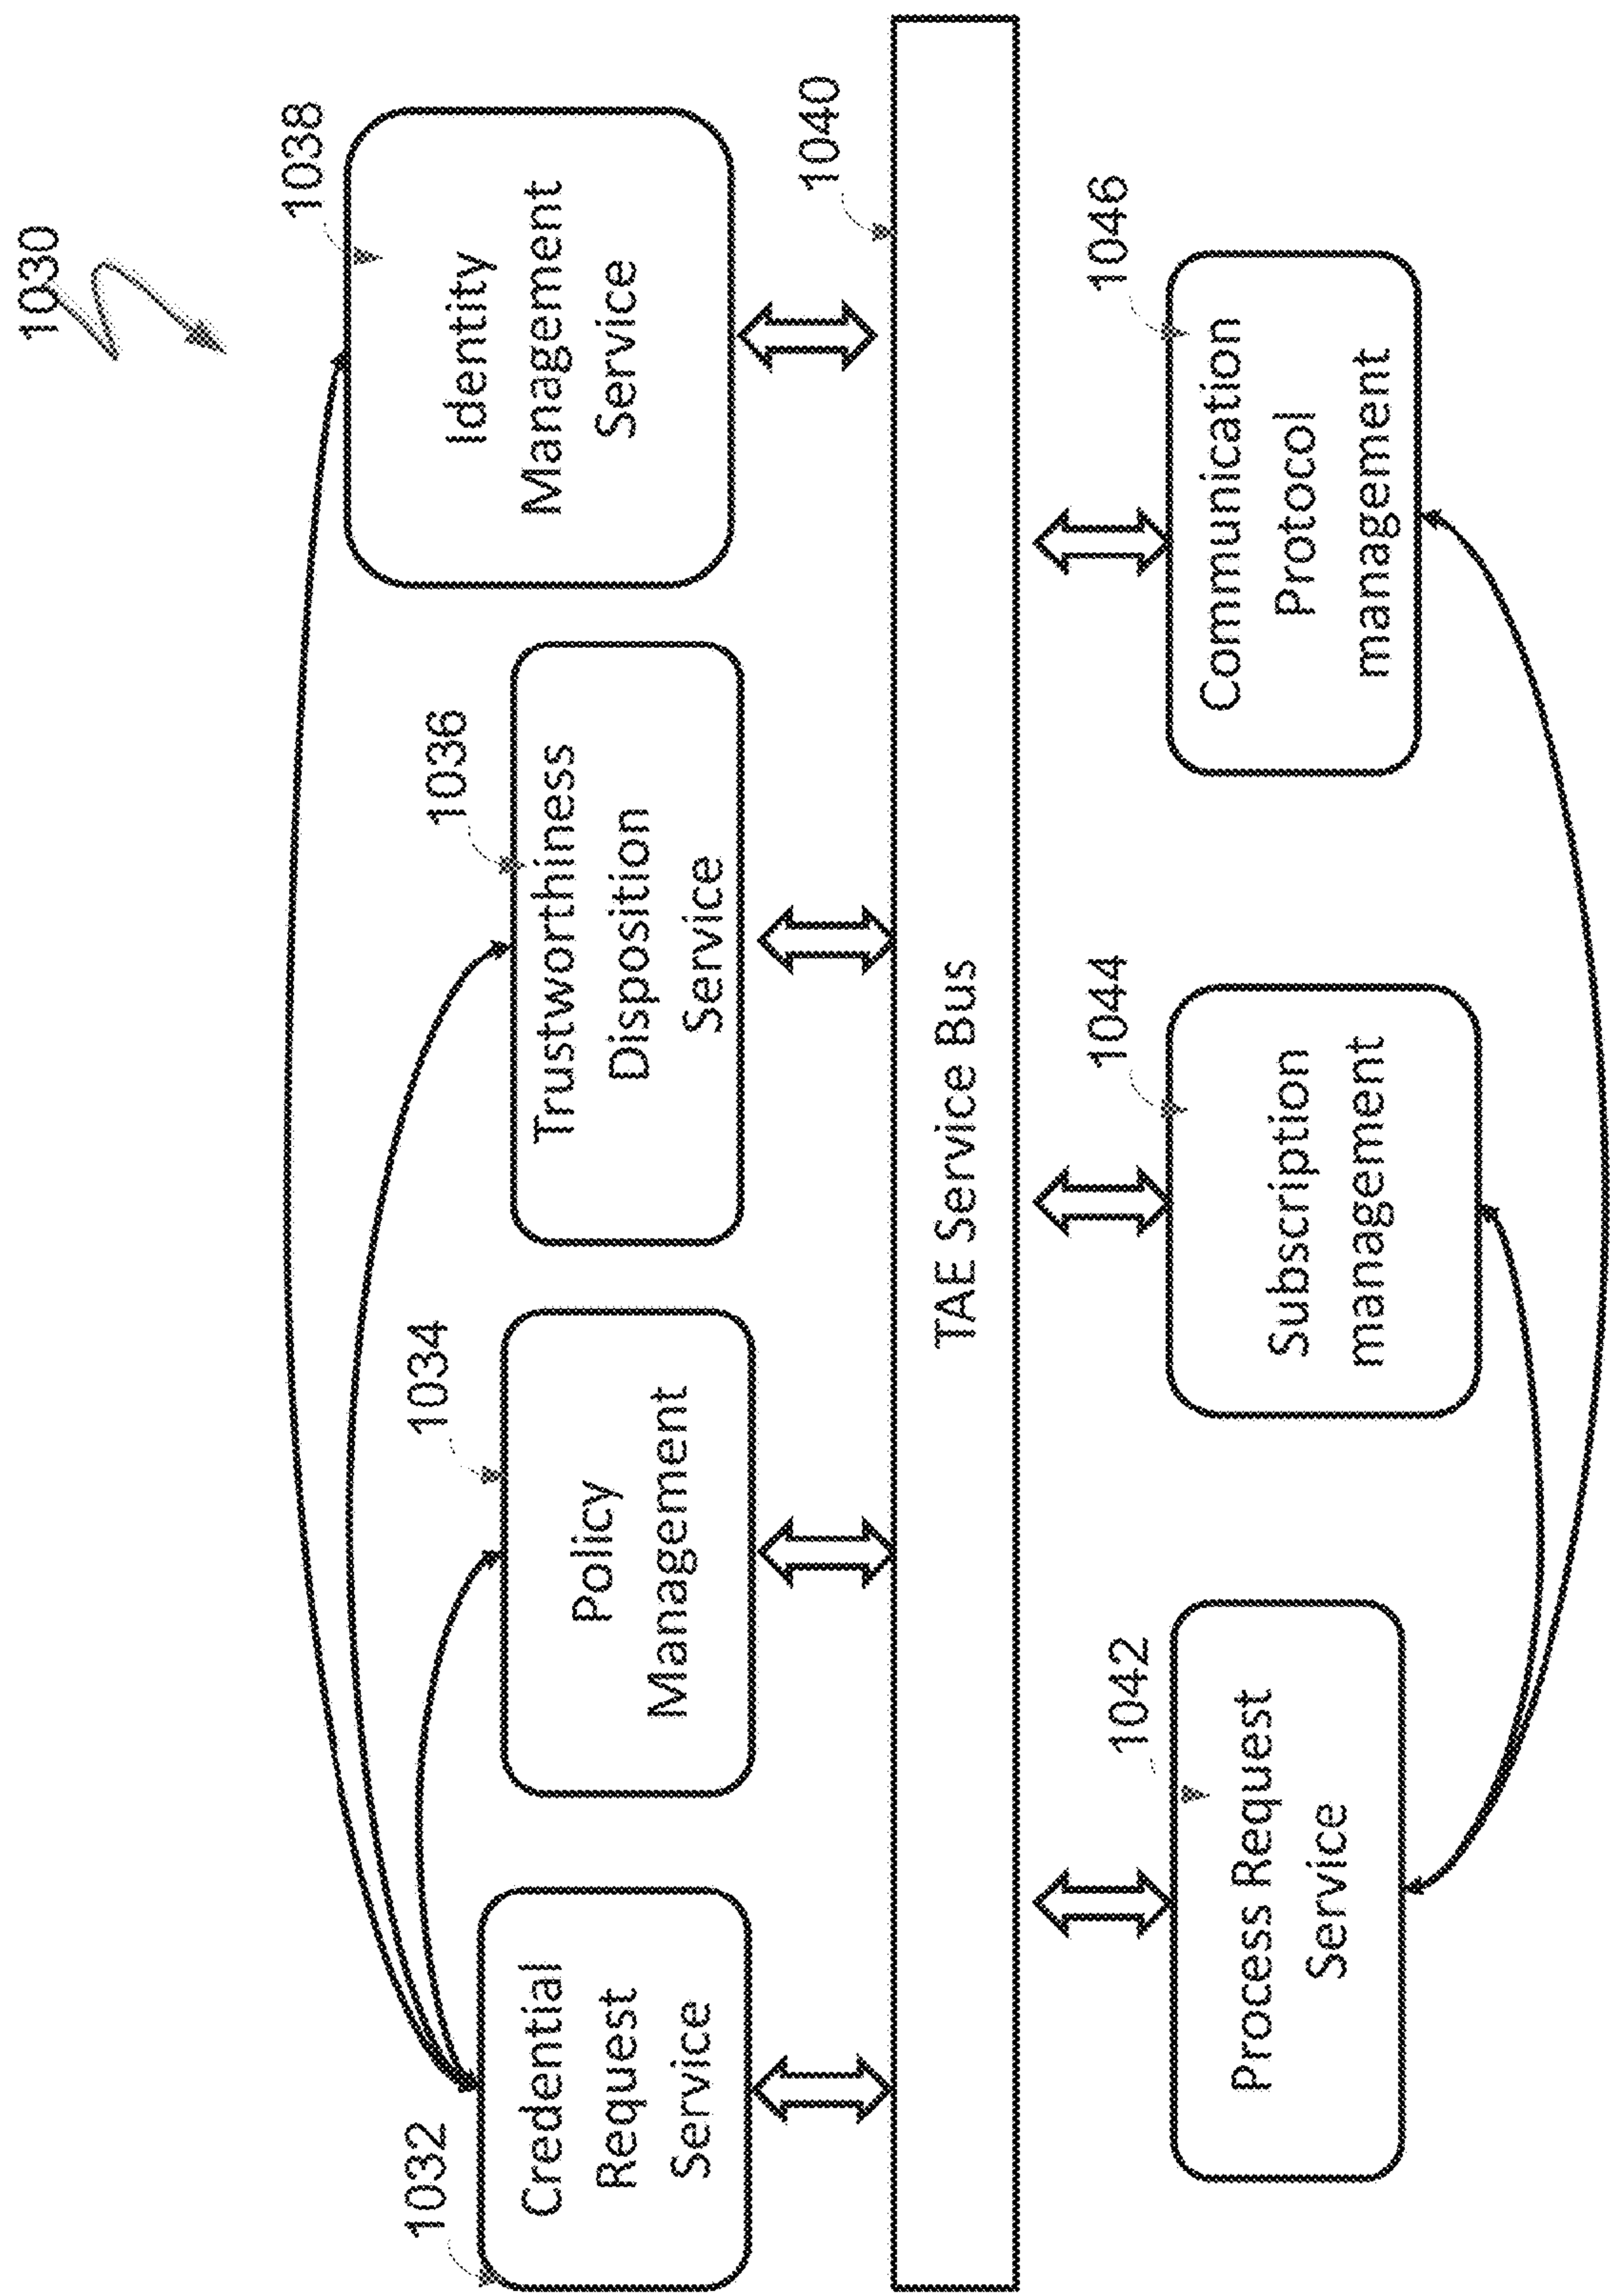 1030
1032
Credential
Request
Service
1034
Policy
Management
1036
Trustworthiness
Disposition
Service
1038
Identity
Management
Service
1040
TAE Service Bus
1042
Process Request
Service
1044
Subscription
management
1046
Communication
Protocol
management